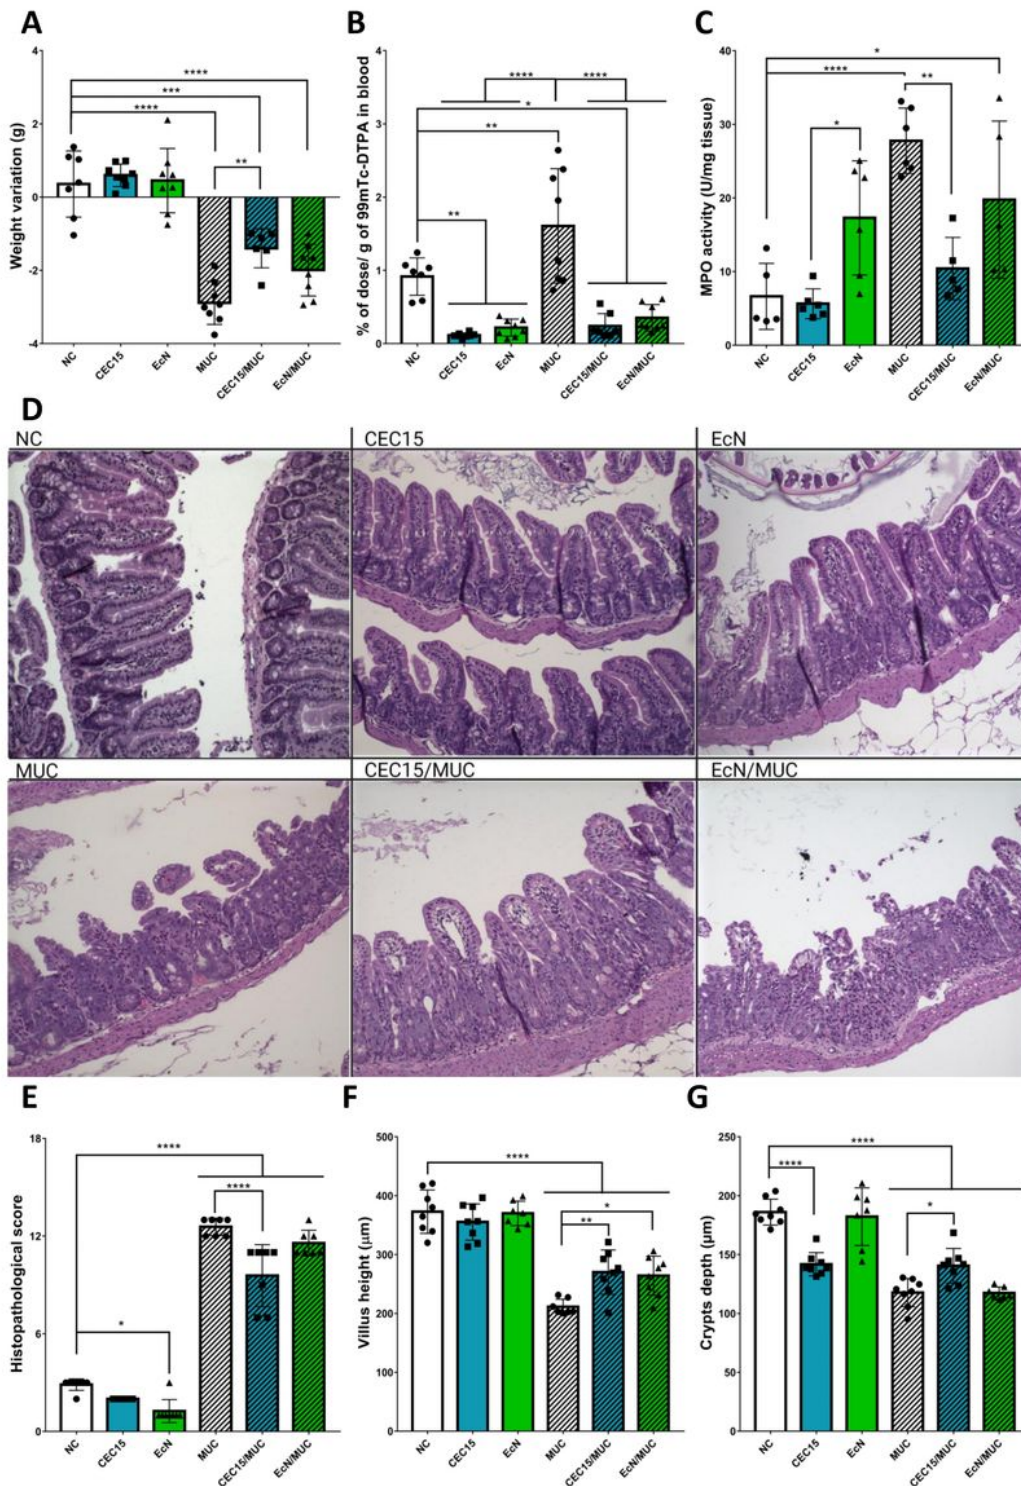 A
B
C
Weight variation (g)
4
2
0
-2
-4
****
***
****
**
NC
CEC15
EcN
MUC
CEC15/MUC
EcN/MUC
% of dose/ g of 99mTc-DTPA in blood
4
3
2
1
0
****
****
*
**
**
NC
CEC15
EcN
MUC
CEC15/MUC
EcN/MUC
MPO activity (U/mg tissue)
40
30
20
10
0
*
****
**
*
NC
CEC15
EcN
MUC
CEC15/MUC
EcN/MUC
D
NC
CEC15
EcN
MUC
CEC15/MUC
EcN/MUC
E
F
G
Histopathological score
18
12
6
0
****
****
*
NC
CEC15
EcN
MUC
CEC15/MUC
EcN/MUC
Villus height (μm)
500
400
300
200
100
0
****
*
**
NC
CEC15
EcN
MUC
CEC15/MUC
EcN/MUC
Crypts depth (μm)
250
200
150
100
50
0
****
****
*
NC
CEC15
EcN
MUC
CEC15/MUC
EcN/MUC